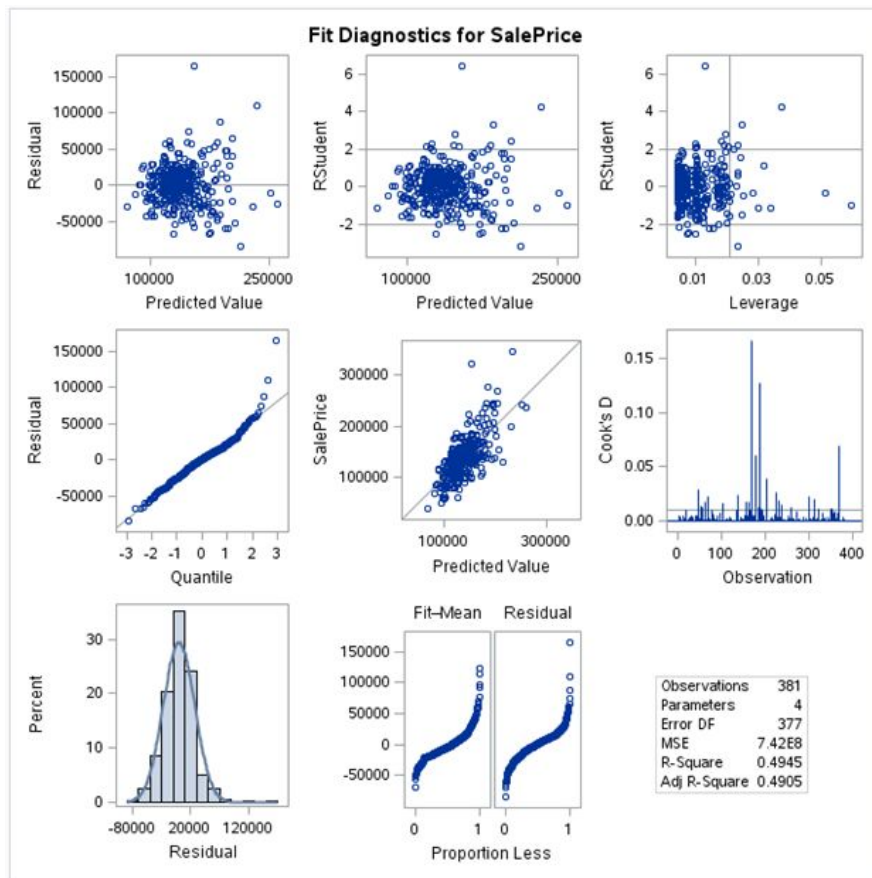 Fit Diagnostics for SalePrice
150000
100000
50000
0
-50000
Residual
100000
250000
Predicted Value
6
4
2
0
-2
RStudent
100000
250000
Predicted Value
6
4
2
0
-2
RStudent
0.01
0.03
0.05
Leverage
150000
100000
50000
0
-50000
Residual
-3 -2 -1 0 1 2 3
Quantile
300000
200000
100000
SalePrice
100000
300000
Predicted Value
0.15
0.10
0.05
0.00
Cook's D
0 100 200 300 400
Observation
30
20
10
0
Percent
-80000 20000 120000
Residual
Fit–Mean Residual
150000
100000
50000
0
-50000
0 1 0 1
Proportion Less
Observations 381
Parameters 4
Error DF 377
MSE 7.42E8
R-Square 0.4945
Adj R-Square 0.4905